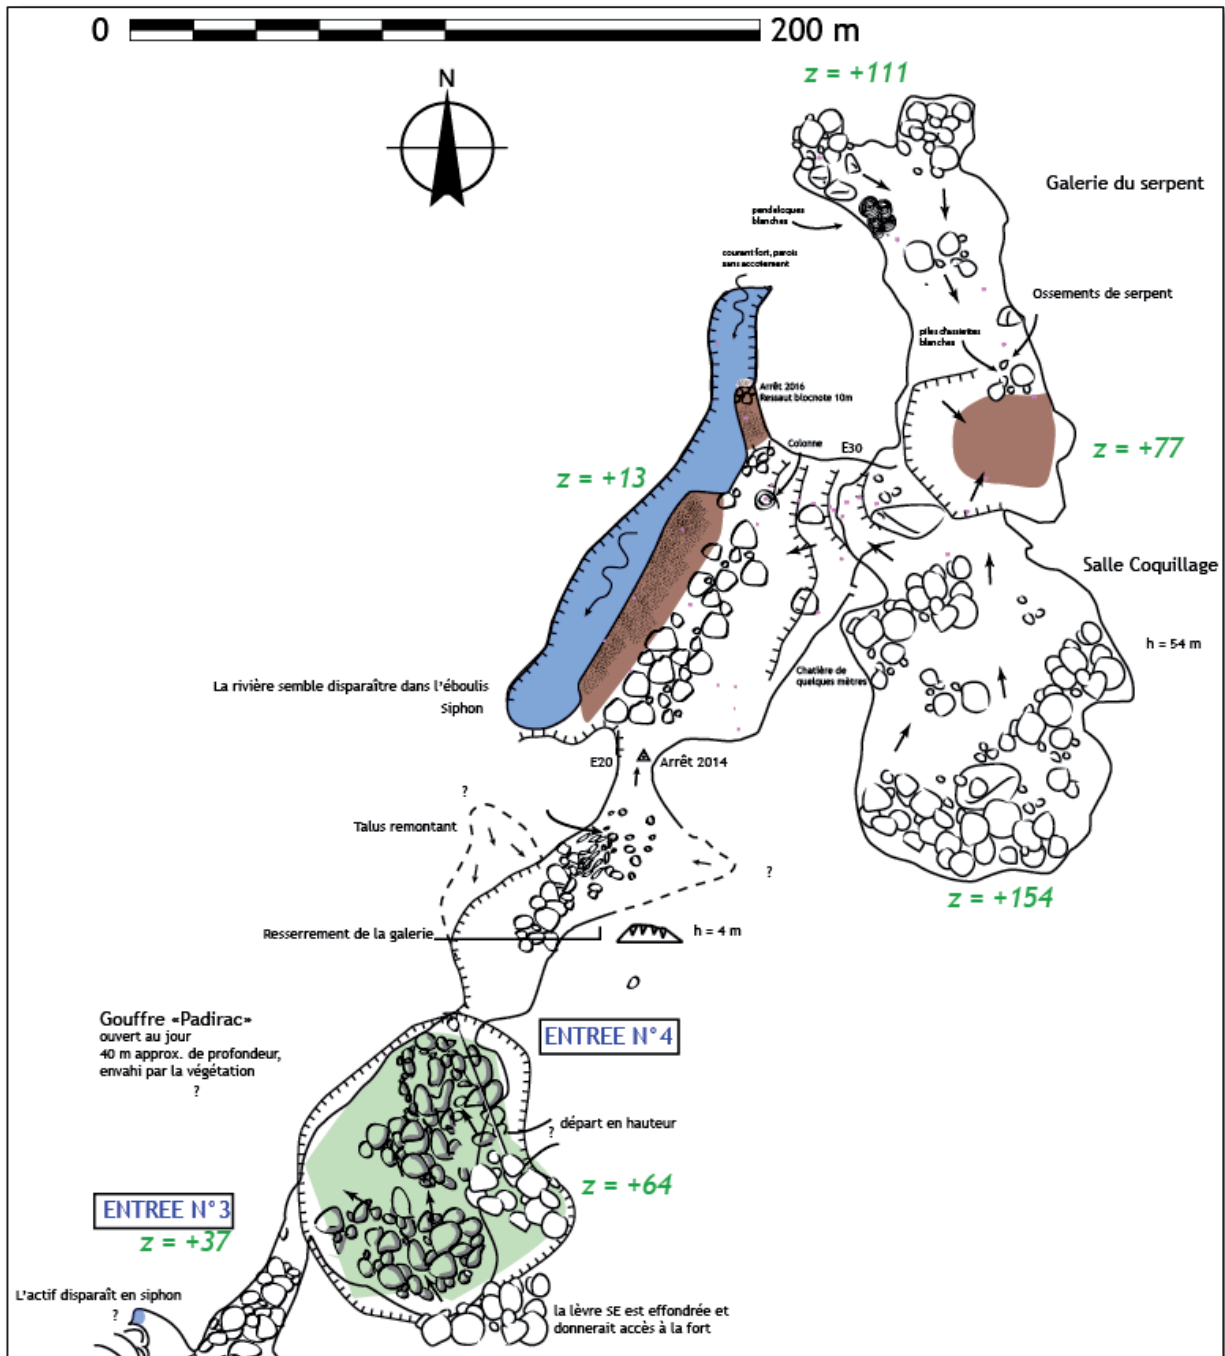 0 200 m
z = +111
N
Galerie du serpent
pendeloques
blanches
courant fort, parois
sans accotement
Ossements de serpent
piles d'assiettes
blanches
Arrêt 2016
Ressaut blocnote 10m
Colonne
E30
z = +77
z = +13
Salle Coquillage
h = 54 m
Chatière de
quelques mètres
La rivière semble disparaître dans l'éboulis
Siphon
E20
Arrêt 2014
?
Talus remontant
?
z = +154
Resserrement de la galerie
h = 4 m
Gouffre «Padirac»
ouvert au jour
40 m approx. de profondeur,
envahi par la végétation
?
ENTREE N°4
départ en hauteur
?
z = +64
ENTREE N°3
z = +37
L'actif disparaît en siphon
?
la lèvre SE est effondrée et
donnerait accès à la fort